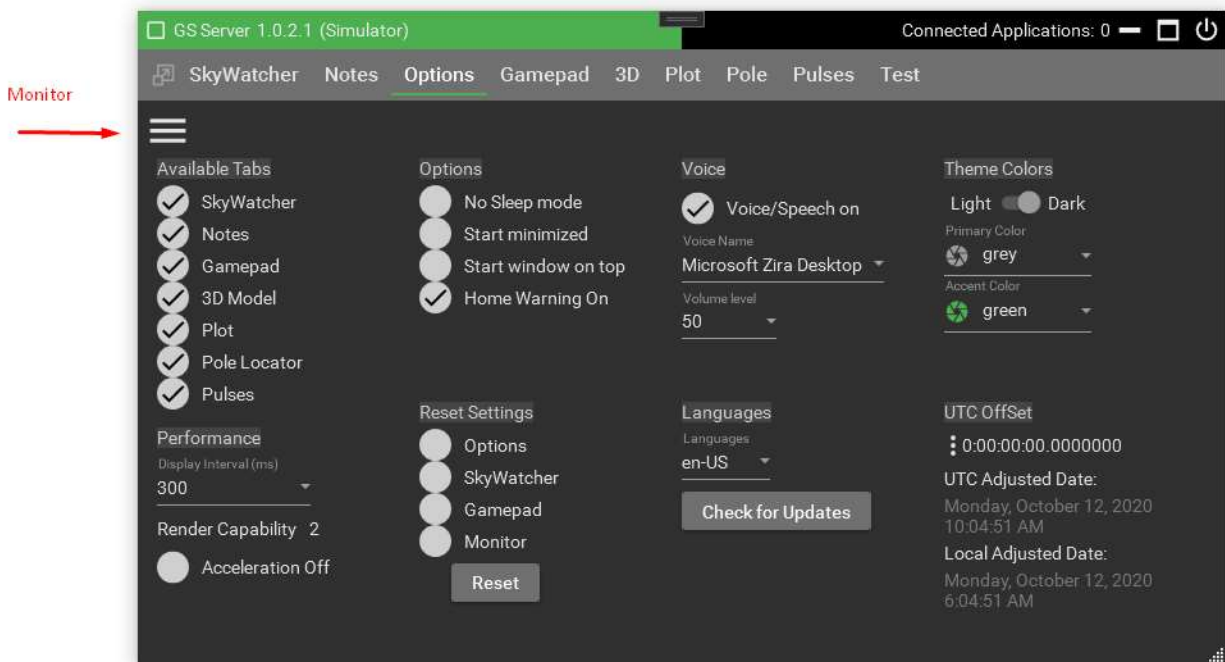 GS Server 1.0.2.1 (Simulator)
Connected Applications: 0
SkyWatcher Notes Options Gamepad 3D Plot Pole Pulses Test
Monitor
Available Tabs
SkyWatcher
Notes
Gamepad
3D Model
Plot
Pole Locator
Pulses
Performance
Display Interval (ms)
300
Render Capability 2
Acceleration Off
Options
No Sleep mode
Start minimized
Start window on top
Home Warning On
Reset Settings
Options
SkyWatcher
Gamepad
Monitor
Reset
Voice
Voice/Speech on
Voice Name
Microsoft Zira Desktop
Volume level
50
Languages
Languages
en-US
Check for Updates
Theme Colors
Light Dark
Primary Color
grey
Accent Color
green
UTC OffSet
0:00:00:00.0000000
UTC Adjusted Date:
Monday, October 12, 2020
10:04:51 AM
Local Adjusted Date:
Monday, October 12, 2020
6:04:51 AM